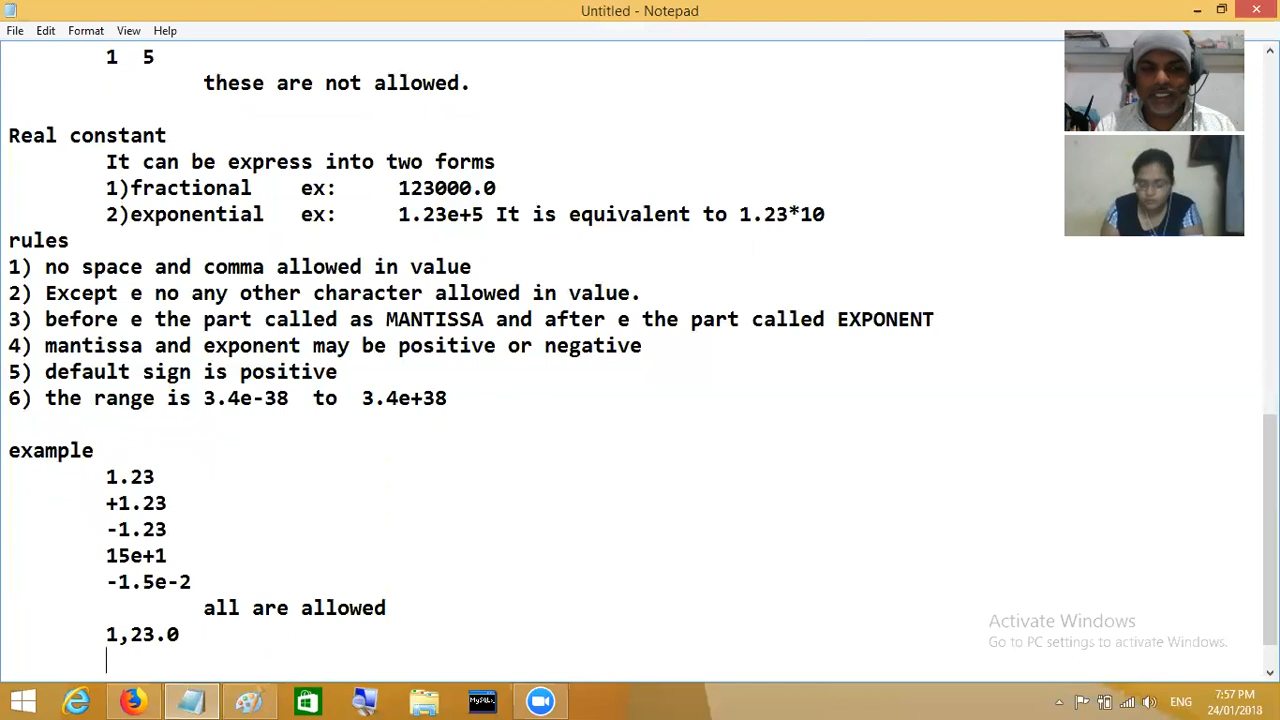 Untitled - Notepad
File Edit Format View Help
1 5
these are not allowed.
Real constant
It can be express into two forms
1)fractional ex: 123000.0
2)exponential ex: 1.23e+5 It is equivalent to 1.23*10
rules
1) no space and comma allowed in value
2) Except e no any other character allowed in value.
3) before e the part called as MANTISSA and after e the part called EXPONENT
4) mantissa and exponent may be positive or negative
5) default sign is positive
6) the range is 3.4e-38 to 3.4e+38
example
1.23
+1.23
-1.23
15e+1
-1.5e-2
all are allowed
1,23.0
Activate Windows
Go to PC settings to activate Windows.
ENG
7:57 PM
24/01/2018